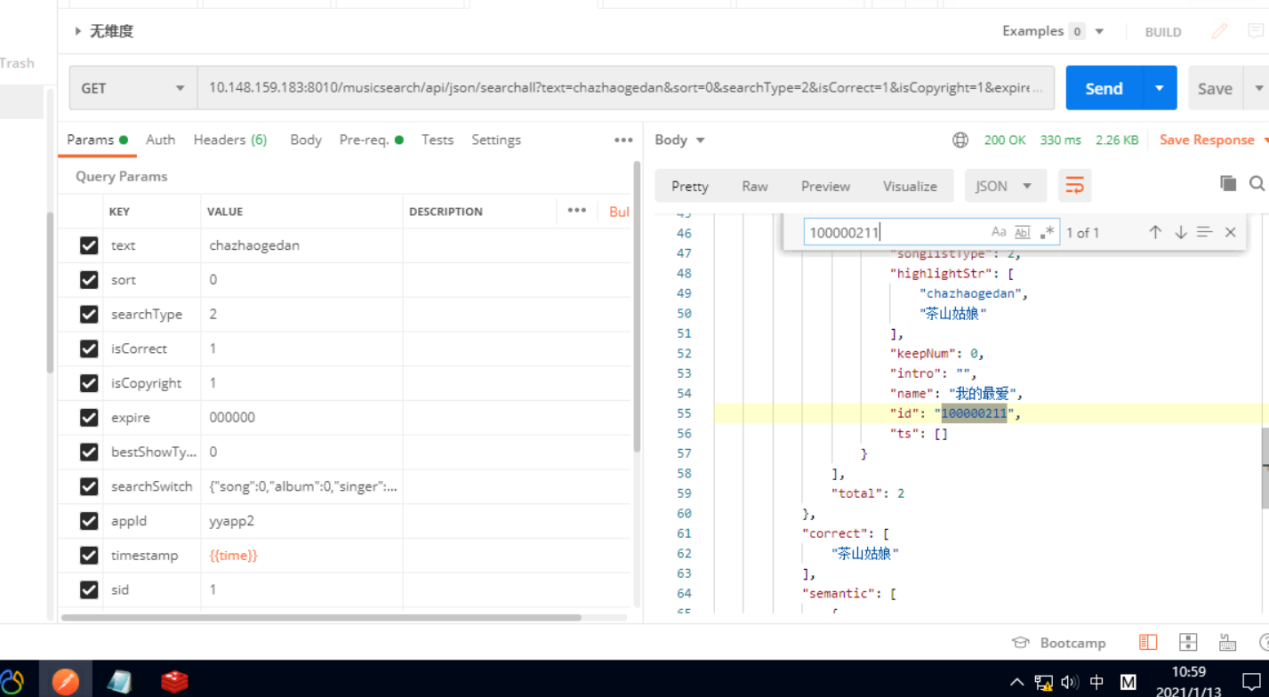 无维度
Examples 0
BUILD
Trash
GET
10.148.159.183:8010/musicsearch/api/json/searchall?text=chazhaogedan&sort=0&searchType=2&isCorrect=1&isCopyright=1&expire...
Send
Save
Params
Auth
Headers (6)
Body
Pre-req.
Tests
Settings
•••
Body
200 OK 330 ms 2.26 KB
Save Response
Query Params
Pretty Raw Preview Visualize JSON
KEY VALUE DESCRIPTION ••• Bul
text chazhaogedan
sort 0
searchType 2
isCorrect 1
isCopyright 1
expire 000000
bestShowTy... 0
searchSwitch {"song":0,"album":0,"singer":...
appId yyapp2
timestamp {{time}}
sid 1
100000211 Aa Abl .* 1 of 1
46
47 "songlistType": 2,
48 "highlightStr": [
49 "chazhaogedan",
50 "茶山姑娘"
51 ],
52 "keepNum": 0,
53 "intro": "",
54 "name": "我的最爱",
55 "id": "100000211",
56 "ts": []
57 }
58 ],
59 "total": 2
60 },
61 "correct": [
62 "茶山姑娘"
63 ],
64 "semantic": [
65 {
Bootcamp
中 M
10:59
2021/1/13